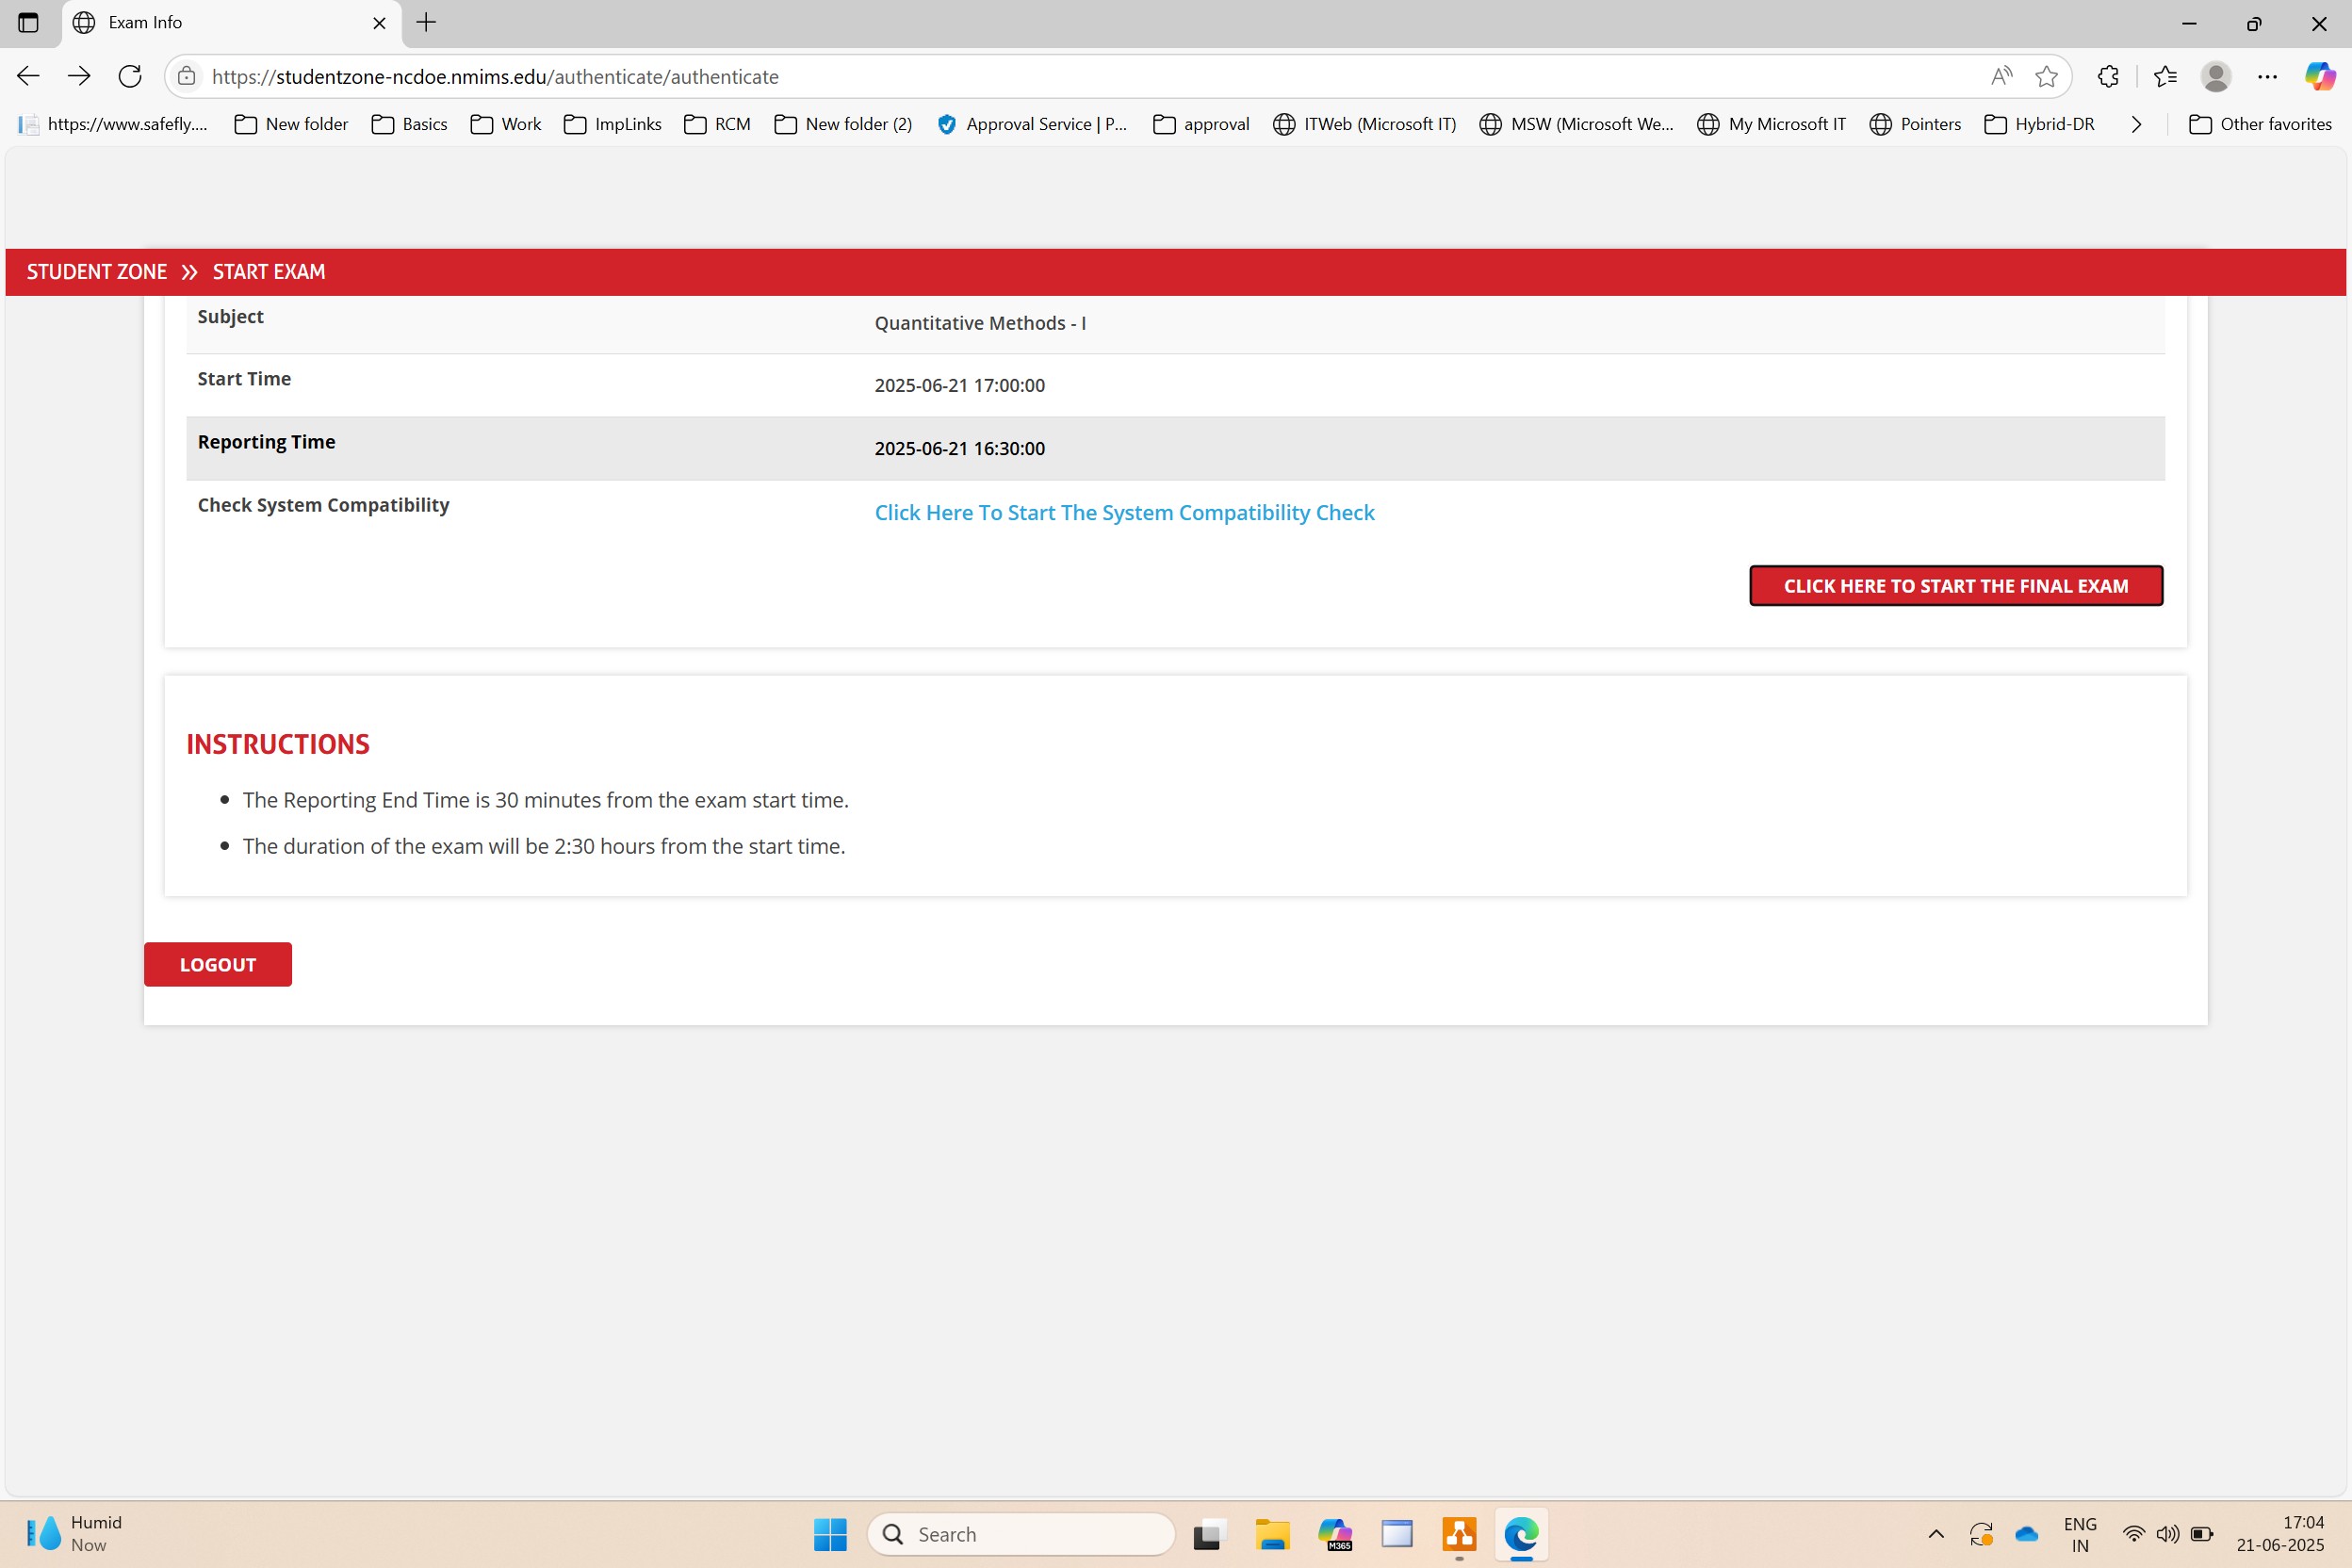 Exam Info
https://studentzone-ncdoe.nmims.edu/authenticate/authenticate
https://www.safefly.... New folder Basics Work ImpLinks RCM New folder (2) Approval Service | P... approval ITWeb (Microsoft IT) MSW (Microsoft We... My Microsoft IT Pointers Hybrid-DR Other favorites
STUDENT ZONE » START EXAM
Subject Quantitative Methods - I
Start Time 2025-06-21 17:00:00
Reporting Time 2025-06-21 16:30:00
Check System Compatibility Click Here To Start The System Compatibility Check
CLICK HERE TO START THE FINAL EXAM
INSTRUCTIONS
• The Reporting End Time is 30 minutes from the exam start time.
• The duration of the exam will be 2:30 hours from the start time.
LOGOUT
Humid
Now
Search
M365
ENG
IN
17:04
21-06-2025